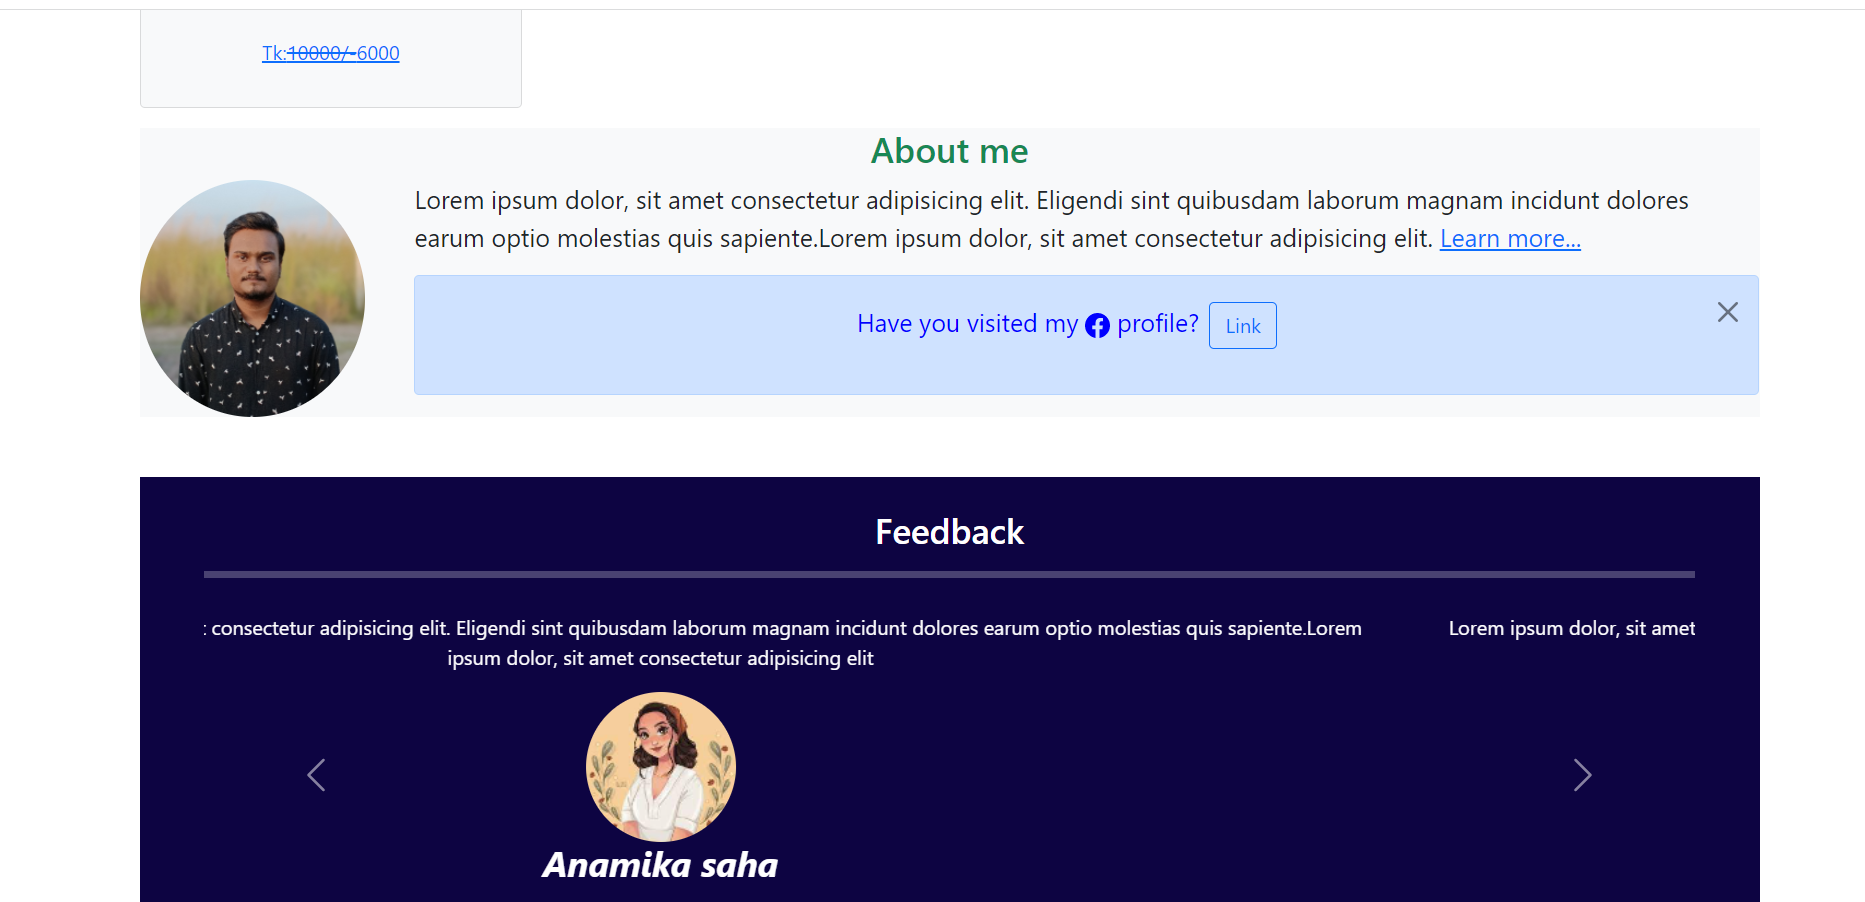 Tk:10000/-6000
About me
Lorem ipsum dolor, sit amet consectetur adipisicing elit. Eligendi sint quibusdam laborum magnam incidunt dolores
earum optio molestias quis sapiente.Lorem ipsum dolor, sit amet consectetur adipisicing elit. Learn more...
Have you visited my profile? Link
Feedback
consectetur adipisicing elit. Eligendi sint quibusdam laborum magnam incidunt dolores earum optio molestias quis sapiente.Lorem
ipsum dolor, sit amet consectetur adipisicing elit
Lorem ipsum dolor, sit amet
Anamika saha